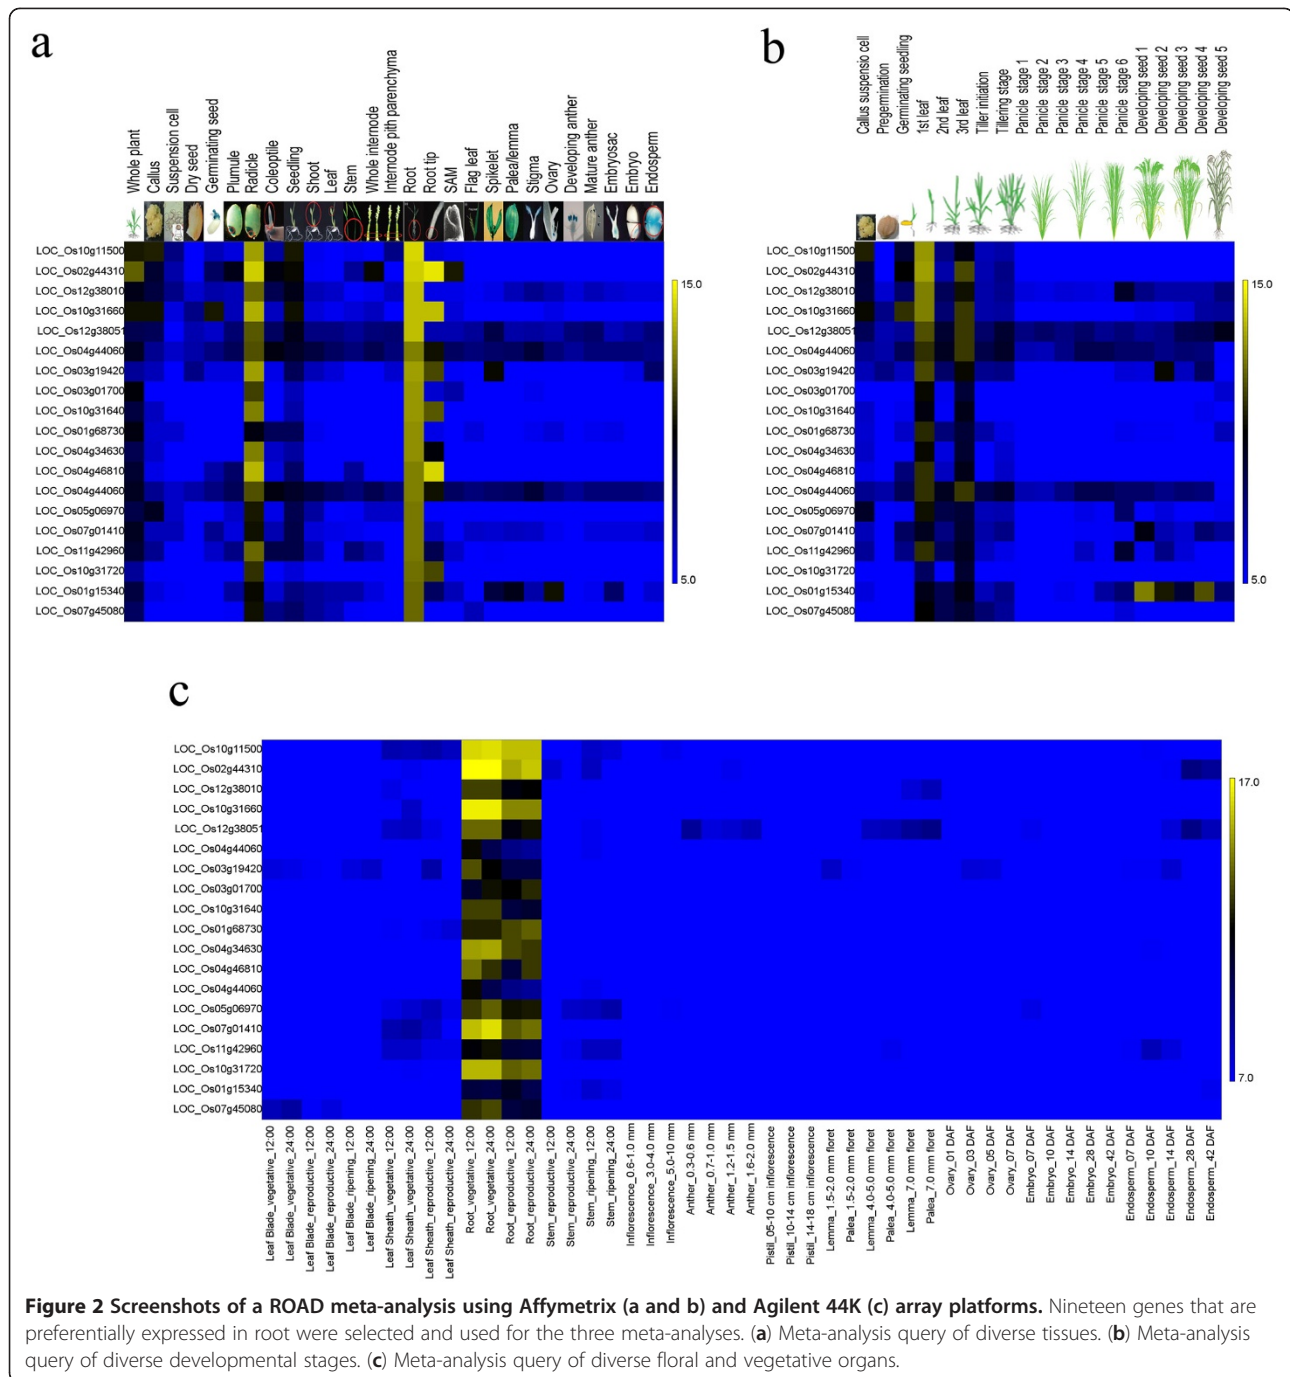 a
Whole plant
Callus
Suspension cell
Dry seed
Germinating seed
Plumule
Radicle
Coleoptile
Seedling
Shoot
Leaf
Stem
Whole internode
Internode pith parenchyma
Root
Root tip
SAM
Flag leaf
Spikelet
Palea/lemma
Stigma
Ovary
Developing anther
Mature anther
Embryosac
Embryo
Endosperm
LOC_Os10g11500
LOC_Os02g44310
LOC_Os12g38010
LOC_Os10g31660
LOC_Os12g38051
LOC_Os04g44060
LOC_Os03g19420
LOC_Os03g01700
LOC_Os10g31640
LOC_Os01g68730
LOC_Os04g34630
LOC_Os04g46810
LOC_Os04g44060
LOC_Os05g06970
LOC_Os07g01410
LOC_Os11g42960
LOC_Os10g31720
LOC_Os01g15340
LOC_Os07g45080
15.0
5.0
b
Callus suspensio cell
Pregermination
Germinating seedling
1st leaf
2nd leaf
3rd leaf
Tiller initiation
Tillering stage
Panicle stage 1
Panicle stage 2
Panicle stage 3
Panicle stage 4
Panicle stage 5
Panicle stage 6
Developing seed 1
Developing seed 2
Developing seed 3
Developing seed 4
Developing seed 5
LOC_Os10g11500
LOC_Os02g44310
LOC_Os12g38010
LOC_Os10g31660
LOC_Os12g38051
LOC_Os04g44060
LOC_Os03g19420
LOC_Os03g01700
LOC_Os10g31640
LOC_Os01g68730
LOC_Os04g34630
LOC_Os04g46810
LOC_Os04g44060
LOC_Os05g06970
LOC_Os07g01410
LOC_Os11g42960
LOC_Os10g31720
LOC_Os01g15340
LOC_Os07g45080
15.0
5.0
c
LOC_Os10g11500
LOC_Os02g44310
LOC_Os12g38010
LOC_Os10g31660
LOC_Os12g38051
LOC_Os04g44060
LOC_Os03g19420
LOC_Os03g01700
LOC_Os10g31640
LOC_Os01g68730
LOC_Os04g34630
LOC_Os04g46810
LOC_Os04g44060
LOC_Os05g06970
LOC_Os07g01410
LOC_Os11g42960
LOC_Os10g31720
LOC_Os01g15340
LOC_Os07g45080
17.0
7.0
Leaf Blade_vegetative_12:00
Leaf Blade_vegetative_24:00
Leaf Blade_reproductive_12:00
Leaf Blade_reproductive_24:00
Leaf Blade_ripening_12:00
Leaf Blade_ripening_24:00
Leaf Sheath_vegetative_12:00
Leaf Sheath_vegetative_24:00
Leaf Sheath_reproductive_12:00
Leaf Sheath_reproductive_24:00
Root_vegetative_12:00
Root_vegetative_24:00
Root_reproductive_12:00
Root_reproductive_24:00
Stem_reproductive_12:00
Stem_reproductive_24:00
Stem_ripening_12:00
Stem_ripening_24:00
Inflorescence_0.6-1.0 mm
Inflorescence_3.0-4.0 mm
Inflorescence_5.0-10 mm
Anther_0.3-0.6 mm
Anther_0.7-1.0 mm
Anther_1.2-1.5 mm
Anther_1.6-2.0 mm
Pistil_05-10 cm inflorescence
Pistil_10-14 cm inflorescence
Pistil_14-18 cm inflorescence
Lemma_1.5-2.0 mm floret
Palea_1.5-2.0 mm floret
Lemma_4.0-5.0 mm floret
Palea_4.0-5.0 mm floret
Lemma_7.0 mm floret
Palea_7.0 mm floret
Ovary_01 DAF
Ovary_03 DAF
Ovary_05 DAF
Ovary_07 DAF
Embryo_07 DAF
Embryo_10 DAF
Embryo_14 DAF
Embryo_28 DAF
Embryo_42 DAF
Endosperm_07 DAF
Endosperm_10 DAF
Endosperm_14 DAF
Endosperm_28 DAF
Endosperm_42 DAF
Figure 2 Screenshots of a ROAD meta-analysis using Affymetrix (a and b) and Agilent 44K (c) array platforms. Nineteen genes that are
preferentially expressed in root were selected and used for the three meta-analyses. (a) Meta-analysis query of diverse tissues. (b) Meta-analysis
query of diverse developmental stages. (c) Meta-analysis query of diverse floral and vegetative organs.